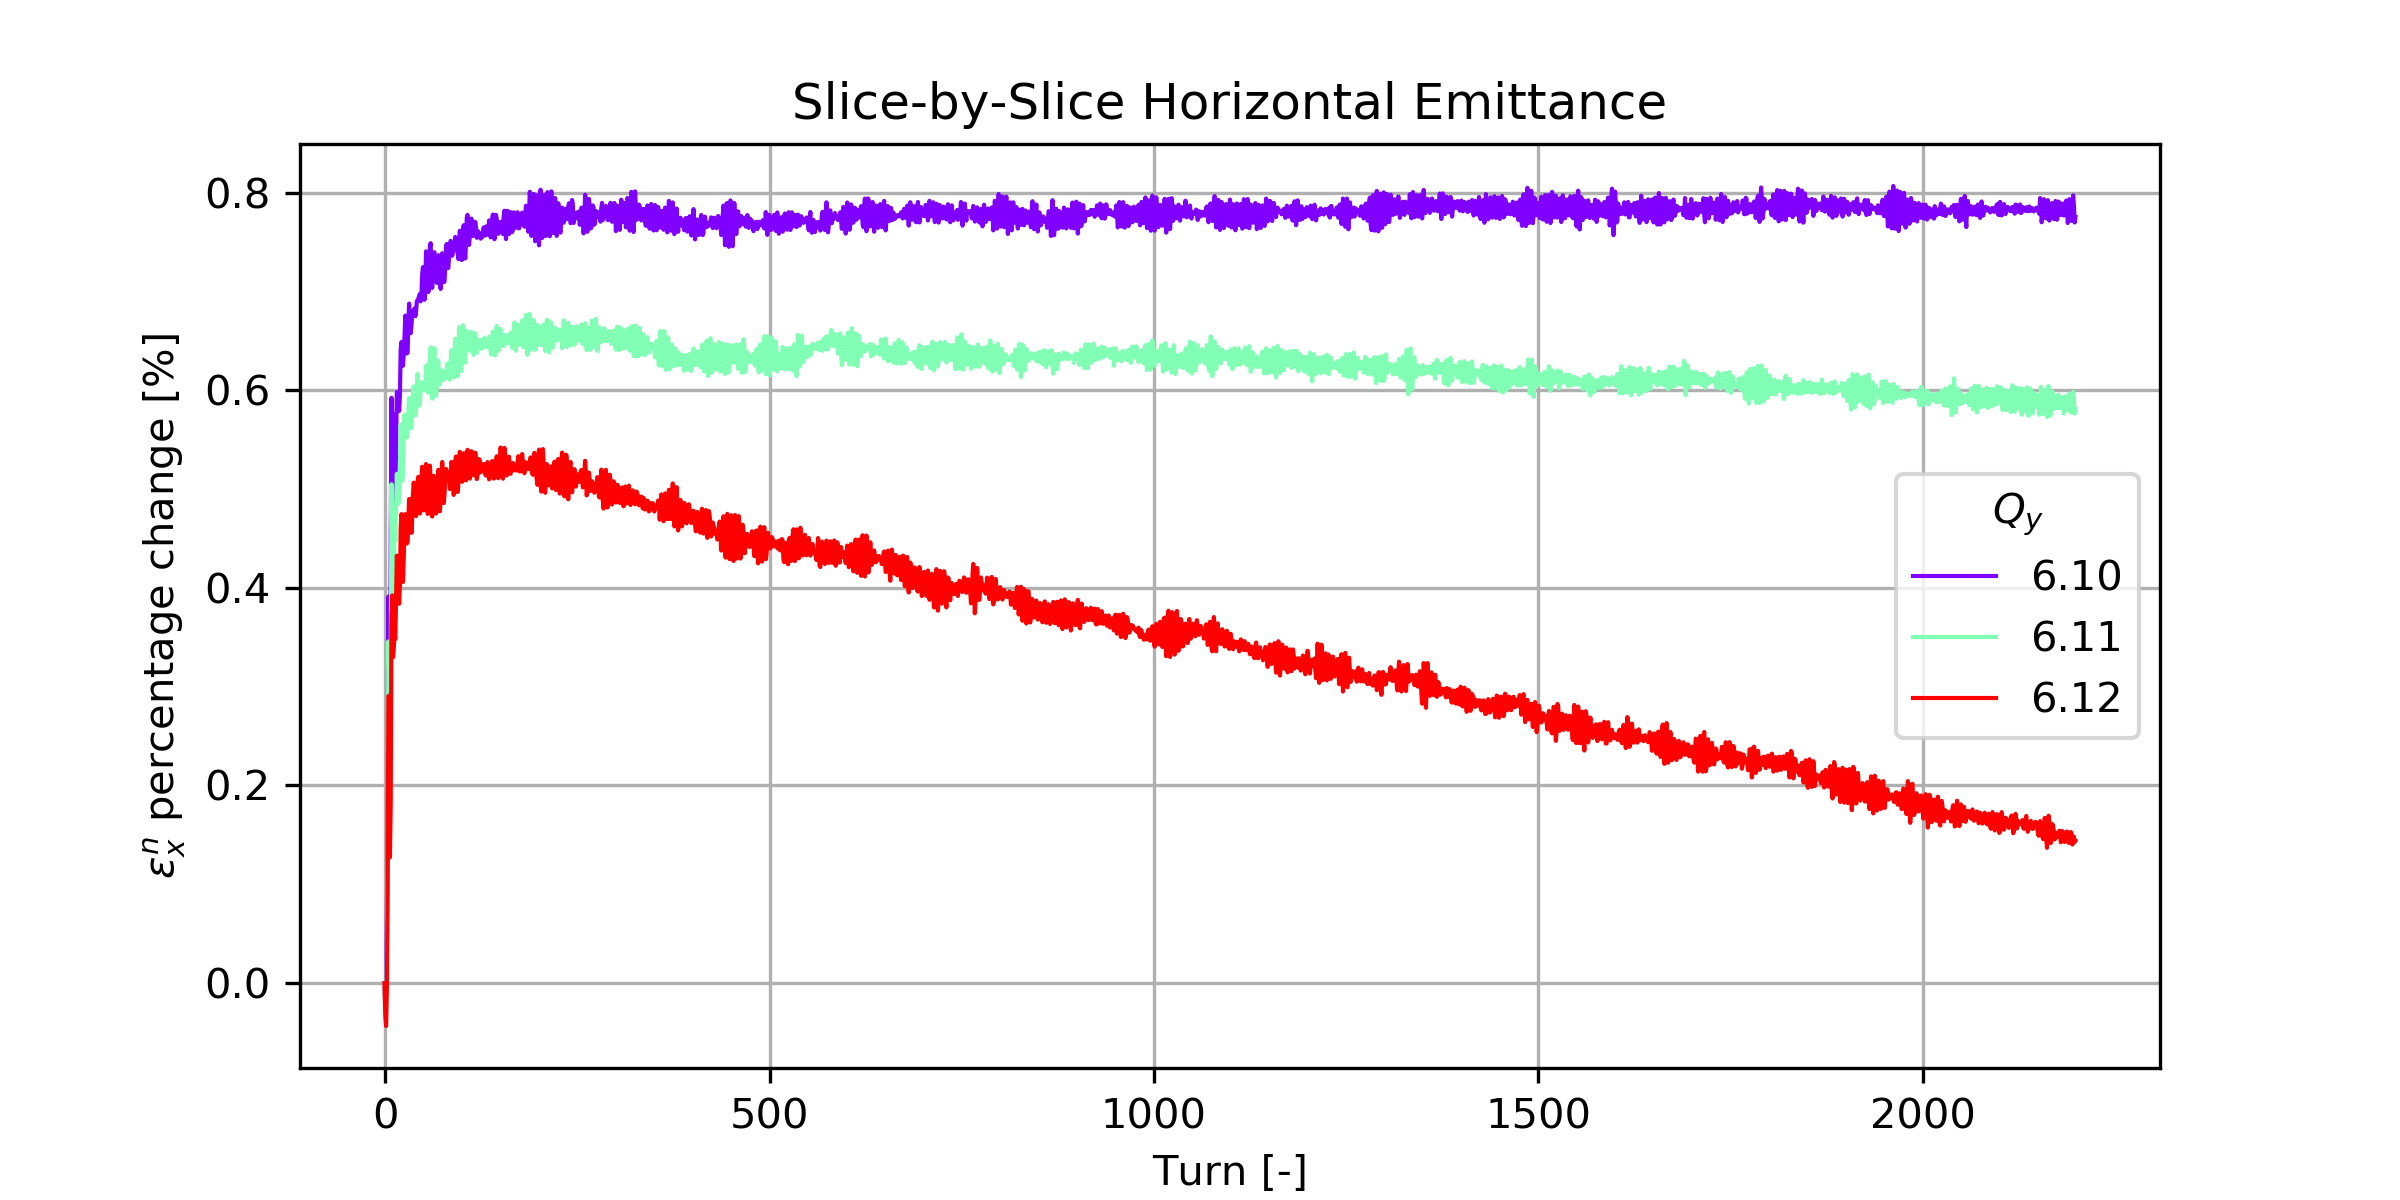 Slice-by-Slice Horizontal Emittance
ε_x^n percentage change [%]
0.8
0.6
0.4
0.2
0.0
Q_y
6.10
6.11
6.12
0 500 1000 1500 2000
Turn [-]